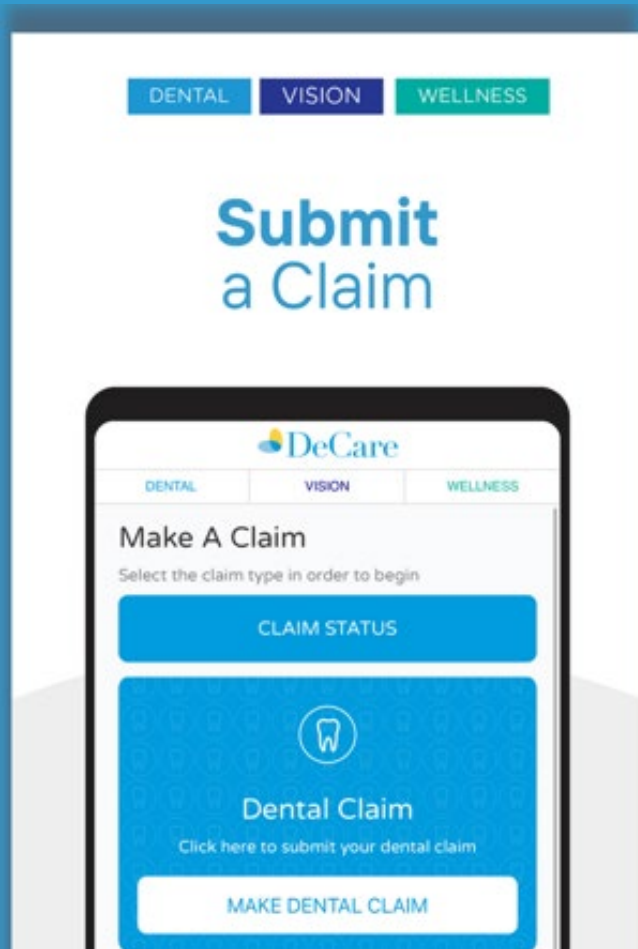 DENTAL VISION WELLNESS
Submit
a Claim
DeCare
DENTAL VISION WELLNESS
Make A Claim
Select the claim type in order to begin
CLAIM STATUS
Dental Claim
Click here to submit your dental claim
MAKE DENTAL CLAIM